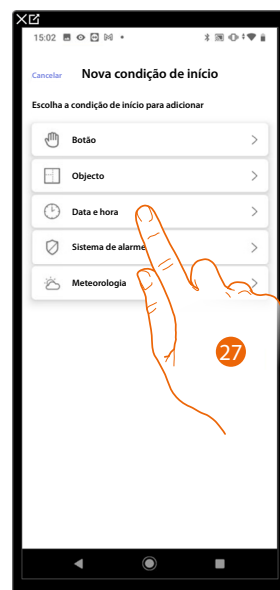 15:02
Cancelar Nova condição de início
Escolha a condição de início para adicionar
Botão
Objecto
Data e hora
Sistema de alarme
Meteorologia
27